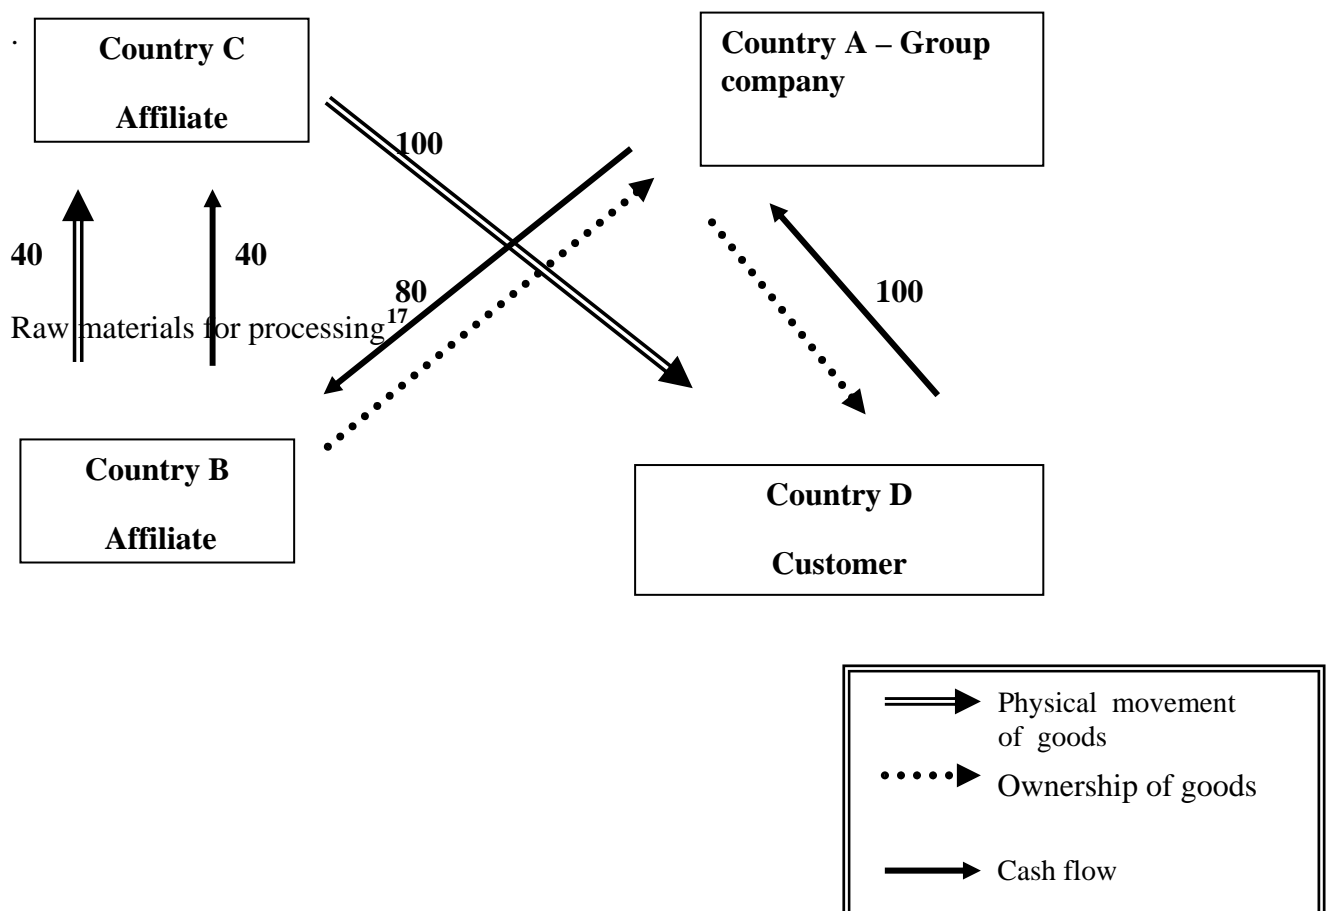 .
Country C
Affiliate
Country A – Group
company
100
40
40
80
100
Raw materials for processing17
Country B
Affiliate
Country D
Customer
Physical movement
of goods
Ownership of goods
Cash flow